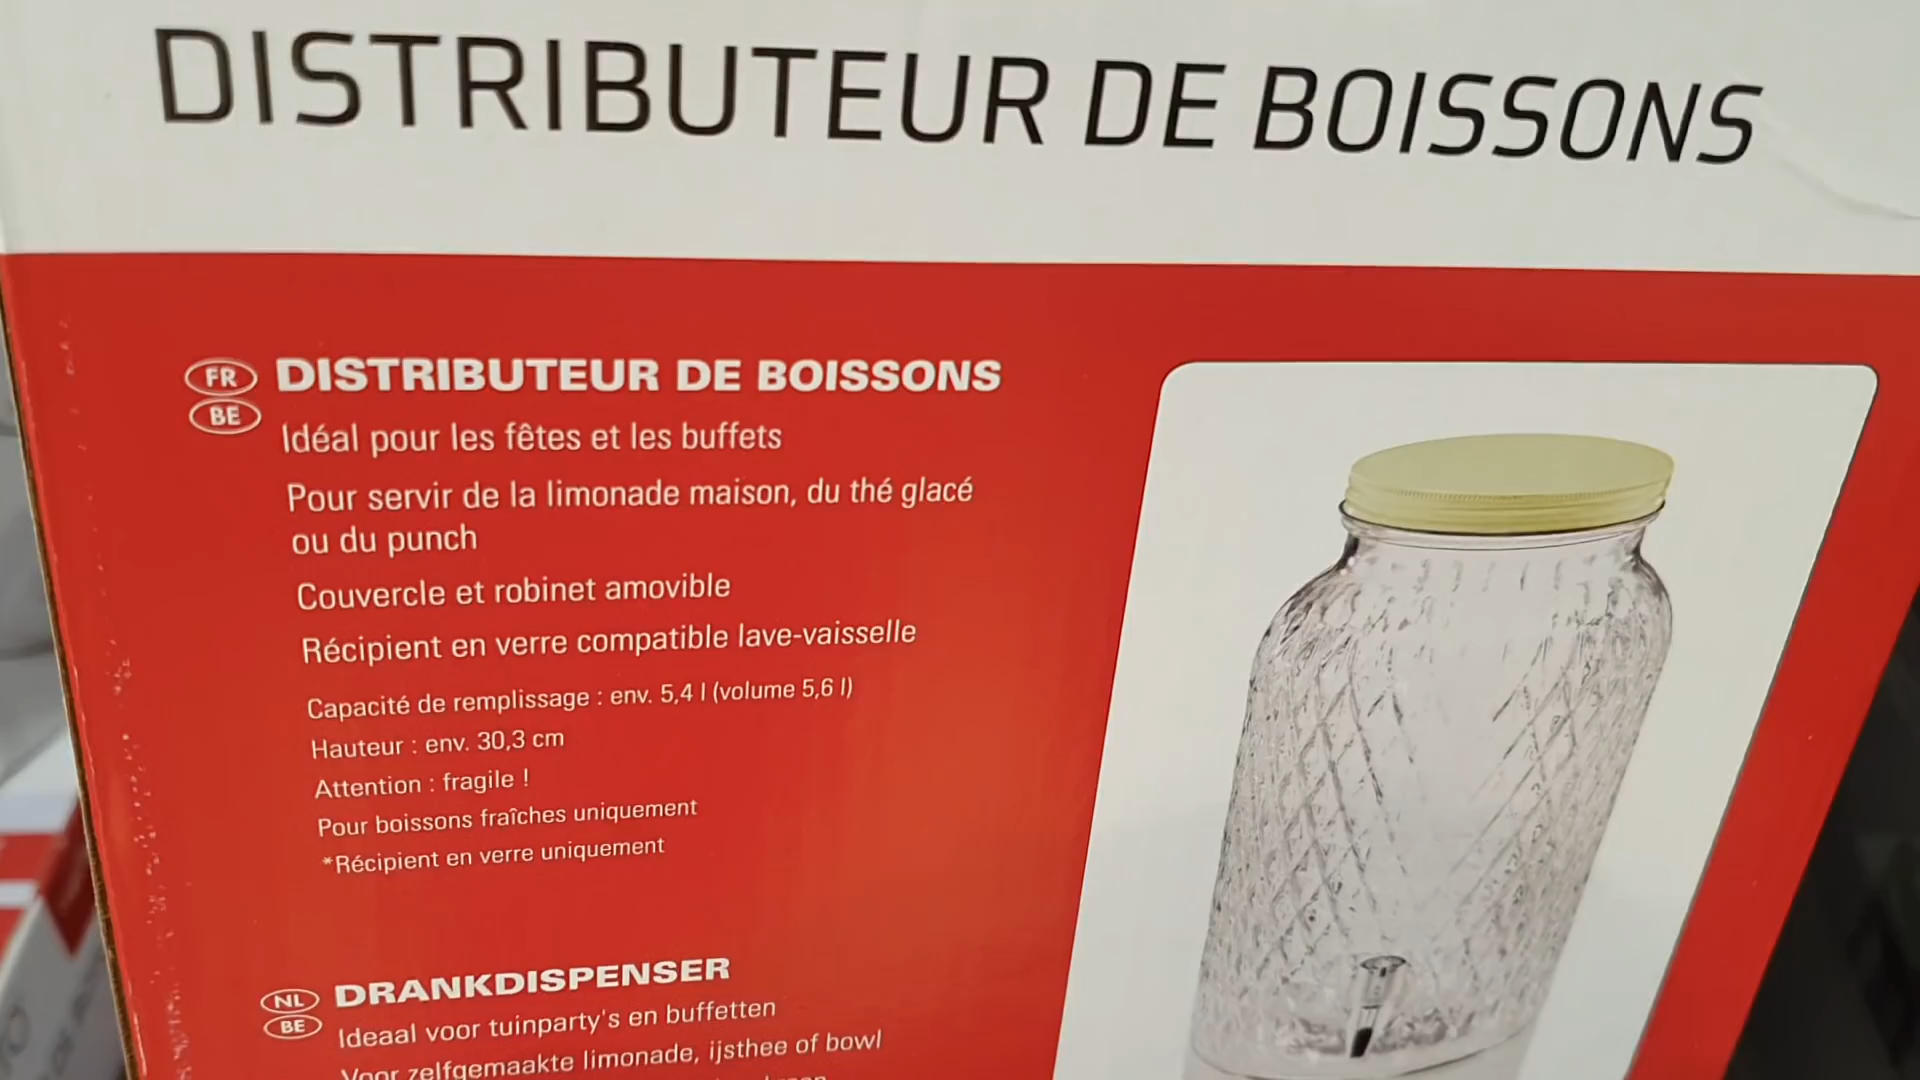 DISTRIBUTEUR DE BOISSONS
FR
BE
DISTRIBUTEUR DE BOISSONS
Idéal pour les fêtes et les buffets
Pour servir de la limonade maison, du thé glacé
ou du punch
Couvercle et robinet amovible
Récipient en verre compatible lave-vaisselle
Capacité de remplissage : env. 5,4 l (volume 5,6 l)
Hauteur : env. 30,3 cm
Attention : fragile !
Pour boissons fraîches uniquement
*Récipient en verre uniquement
NL
BE
DRANKDISPENSER
Ideaal voor tuinparty's en buffetten
Voor zelfgemaakte limonade, ijsthee of bowl